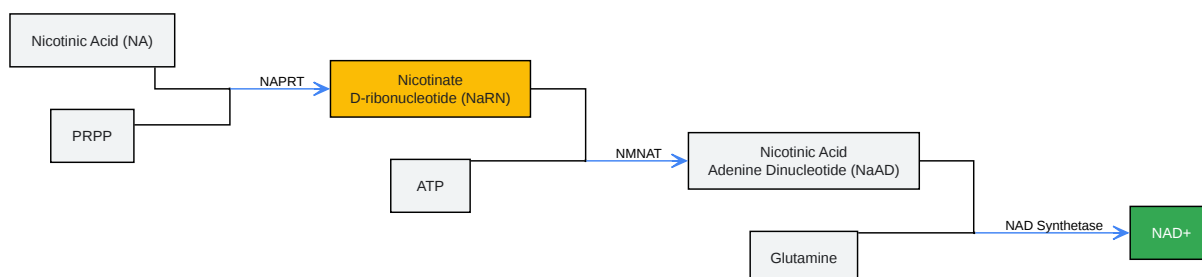 Nicotinic Acid (NA)
PRPP
NAPRT
Nicotinate
D-ribonucleotide (NaRN)
ATP
NMNAT
Nicotinic Acid
Adenine Dinucleotide (NaAD)
Glutamine
NAD Synthetase
NAD+